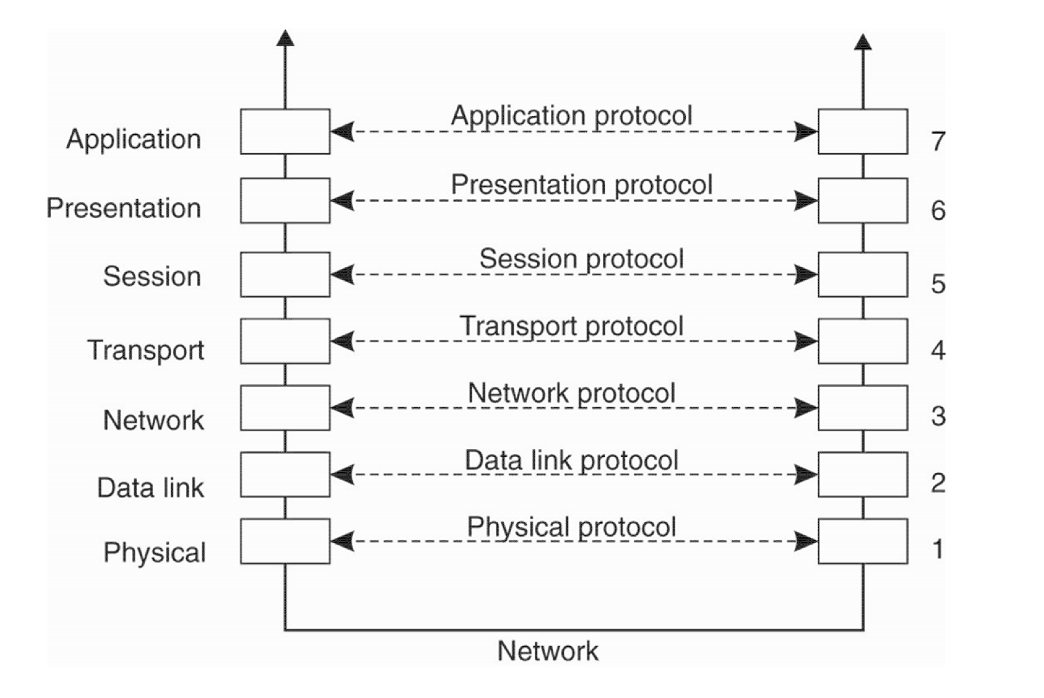 Application protocol
Application
7
Presentation protocol
Presentation
6
Session protocol
Session
5
Transport protocol
Transport
4
Network protocol
Network
3
Data link protocol
Data link
2
Physical protocol
Physical
1
Network